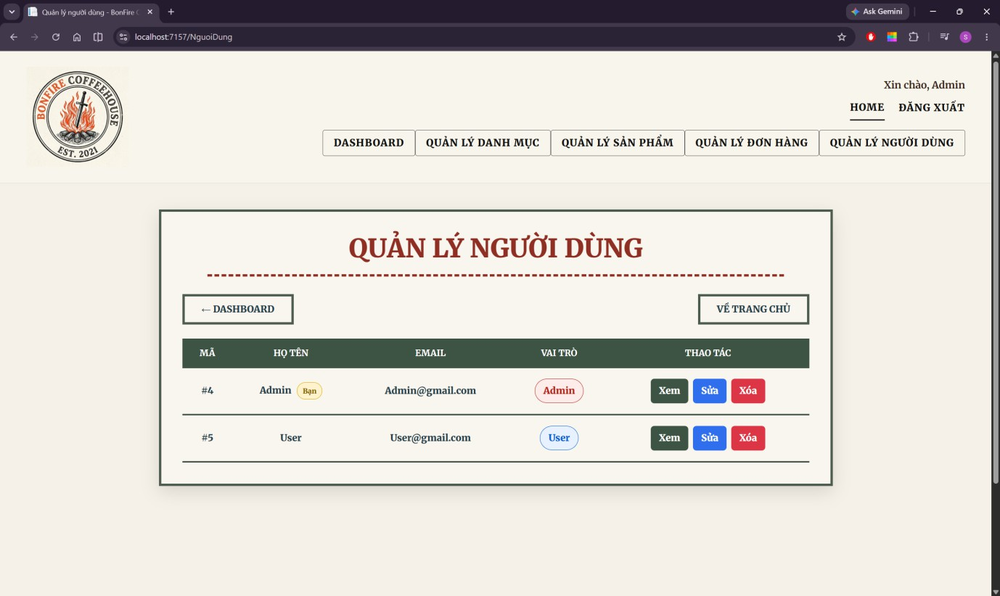 Quản lý người dùng - BonFire C
Ask Gemini
localhost:7157/NguoiDung
S
BONFIRE COFFEEHOUSE
EST. 2021
Xin chào, Admin
HOME ĐĂNG XUẤT
DASHBOARD QUẢN LÝ DANH MỤC QUẢN LÝ SẢN PHẨM QUẢN LÝ ĐƠN HÀNG QUẢN LÝ NGƯỜI DÙNG
QUẢN LÝ NGƯỜI DÙNG
← DASHBOARD VỀ TRANG CHỦ
MÃ HỌ TÊN EMAIL VAI TRÒ THAO TÁC
#4 Admin Bạn Admin@gmail.com Admin Xem Sửa Xóa
#5 User User@gmail.com User Xem Sửa Xóa